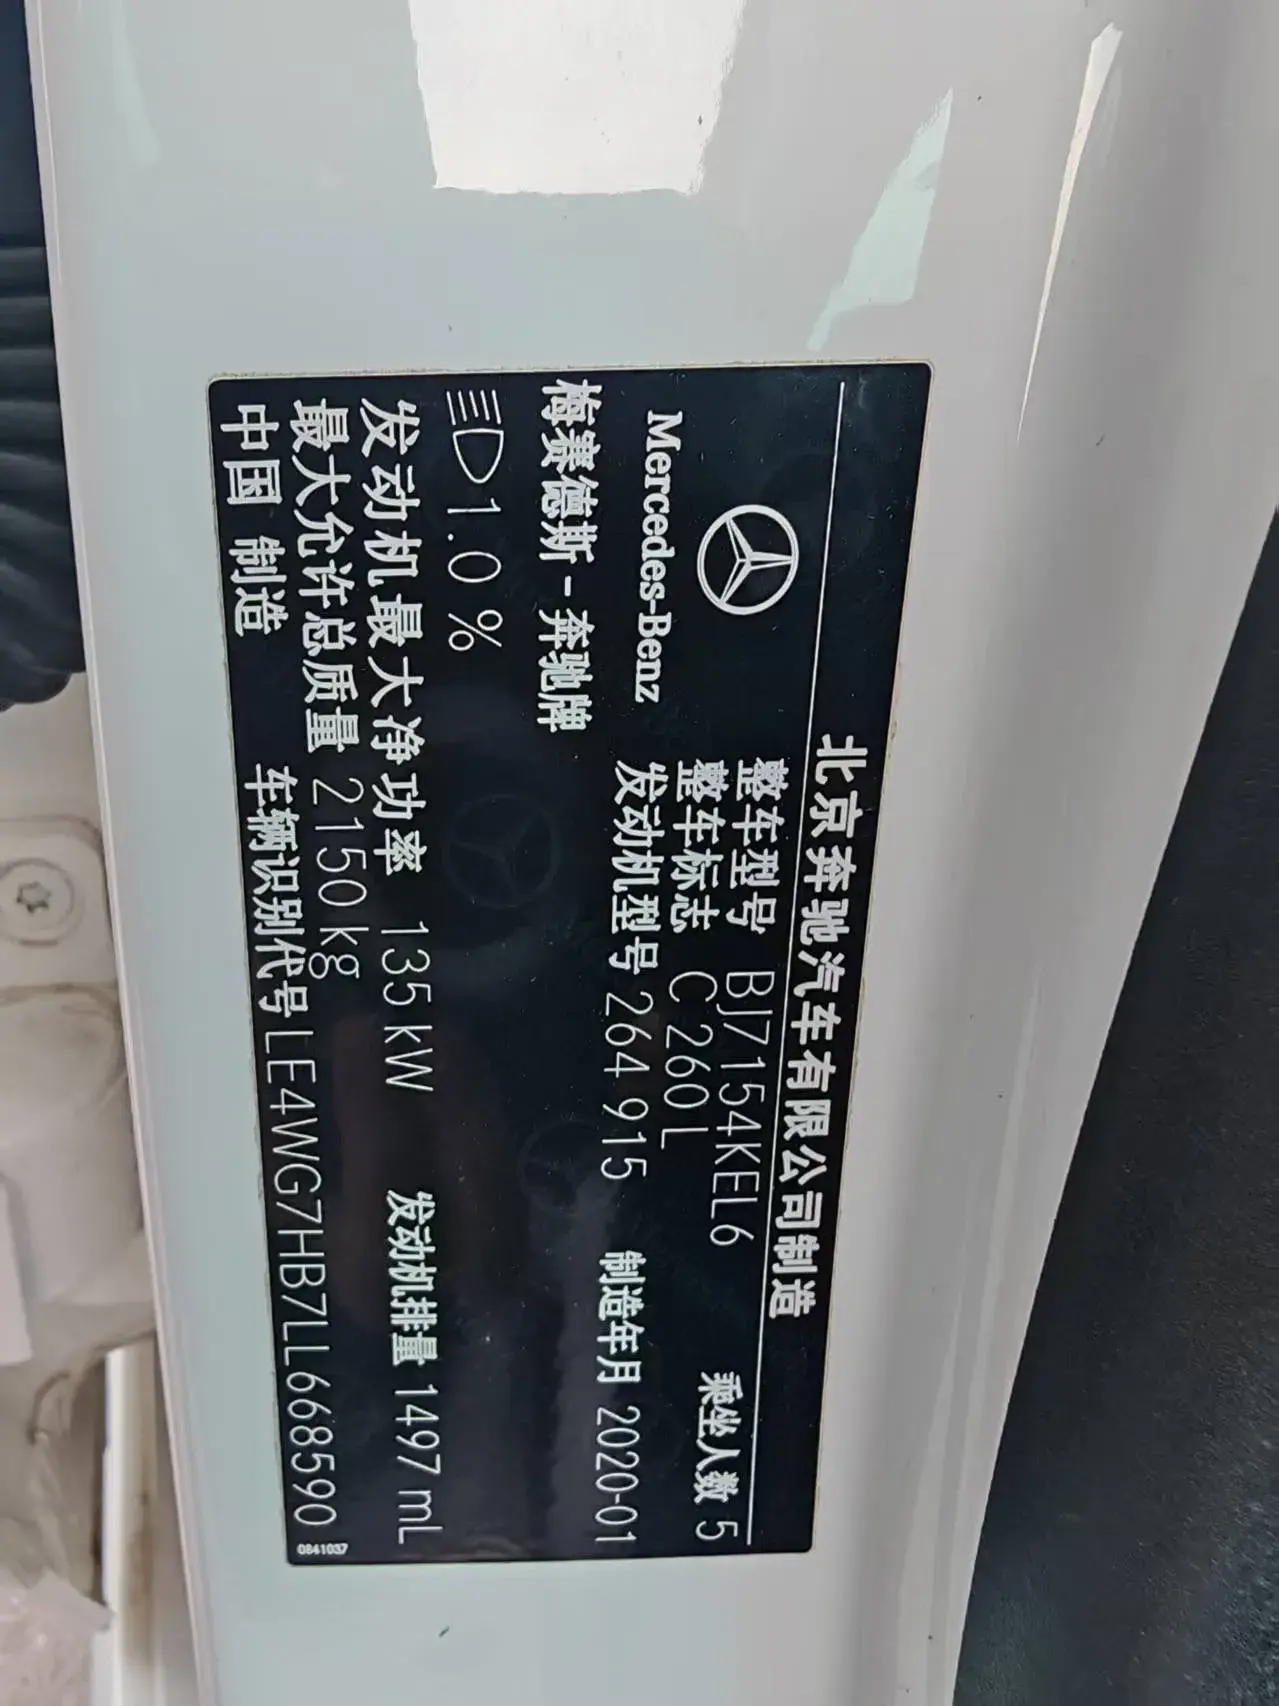 北京奔驰汽车有限公司制造
Mercedes-Benz
梅赛德斯-奔驰牌
整车型号 BJ7154KEL6
乘坐人数 5
整车标志 C 260 L
发动机型号 264 915
制造年月 2020-01
1.0 %
发动机最大净功率 135 kW
发动机排量 1497 mL
最大允许总质量 2150 kg
中国 制造
车辆识别代号 LE4WG7HB7LL668590
0841037